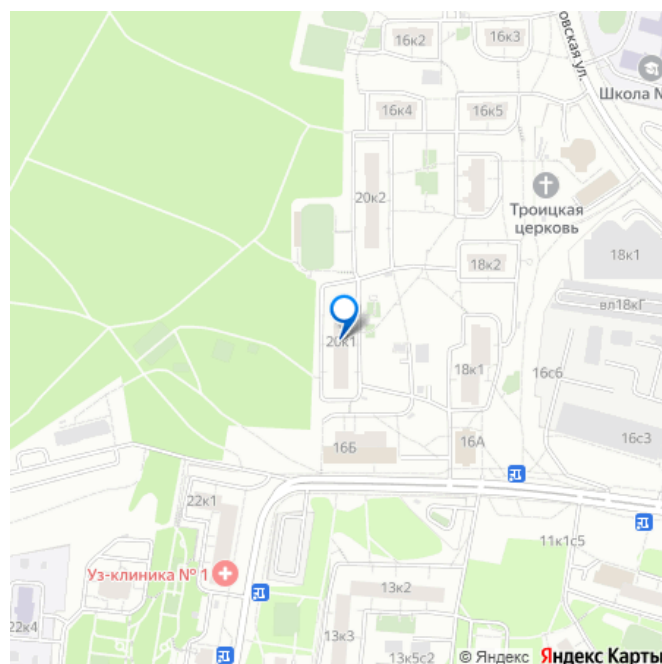 16к2
16к3
овская ул.
Школа №
16к4
16к5
20к2
Троицкая
церковь
18к2
18к1
вл18кГ
20к1
18к1
16с6
16с3
16Б
16А
22к1
11к1с5
Уз-клиника № 1
13к2
22к4
13к3
13к5с2
© Яндекс Яндекс Карты